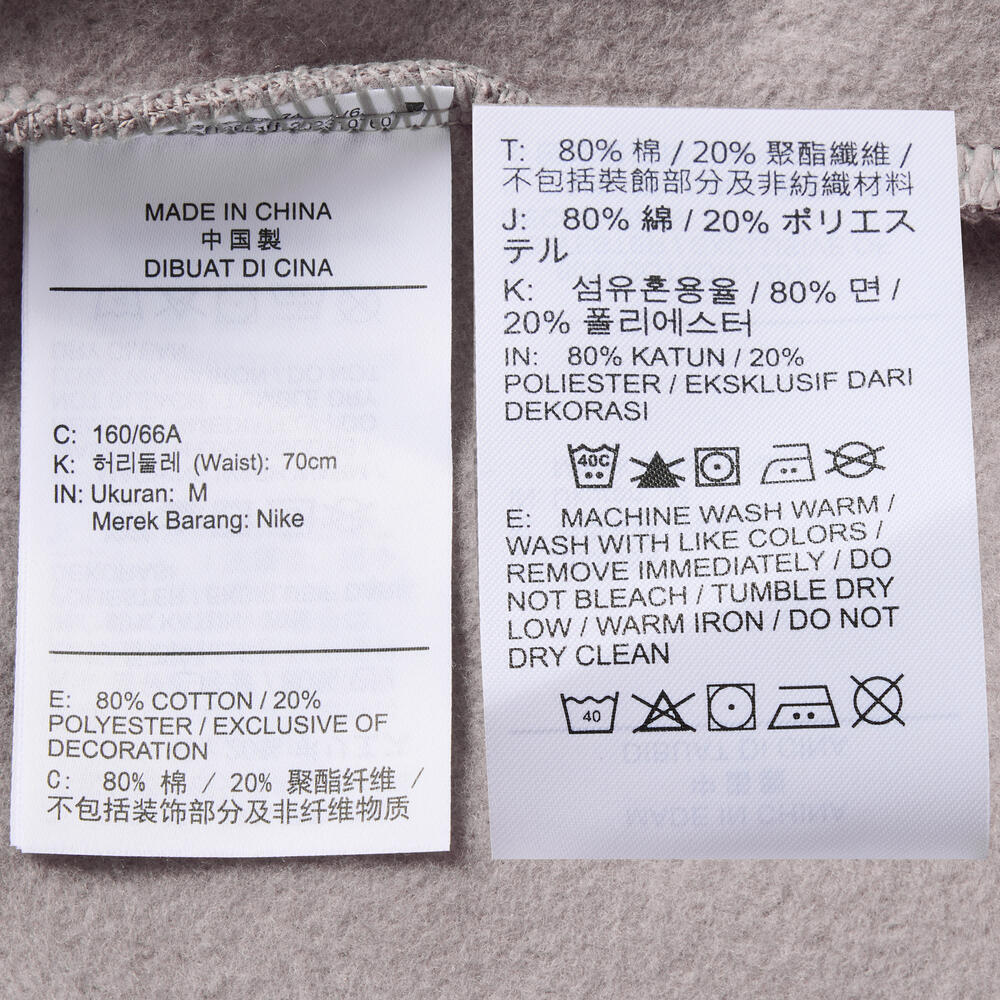 MADE IN CHINA
中国製
DIBUAT DI CINA
C: 160/66A
K: 허리둘레 (Waist): 70cm
IN: Ukuran: M
Merek Barang: Nike
E: 80% COTTON / 20%
POLYESTER / EXCLUSIVE OF
DECORATION
C: 80% 棉 / 20% 聚酯纤维 /
不包括装饰部分及非纤维物质
T: 80% 棉 / 20% 聚酯纖維 /
不包括裝飾部分及非紡織材料
J: 80% 綿 / 20% ポリエス
テル
K: 섬유혼용율 / 80% 면 /
20% 폴리에스터
IN: 80% KATUN / 20%
POLIESTER / EKSKLUSIF DARI
DEKORASI
40C
E: MACHINE WASH WARM /
WASH WITH LIKE COLORS /
REMOVE IMMEDIATELY / DO
NOT BLEACH / TUMBLE DRY
LOW / WARM IRON / DO NOT
DRY CLEAN
40